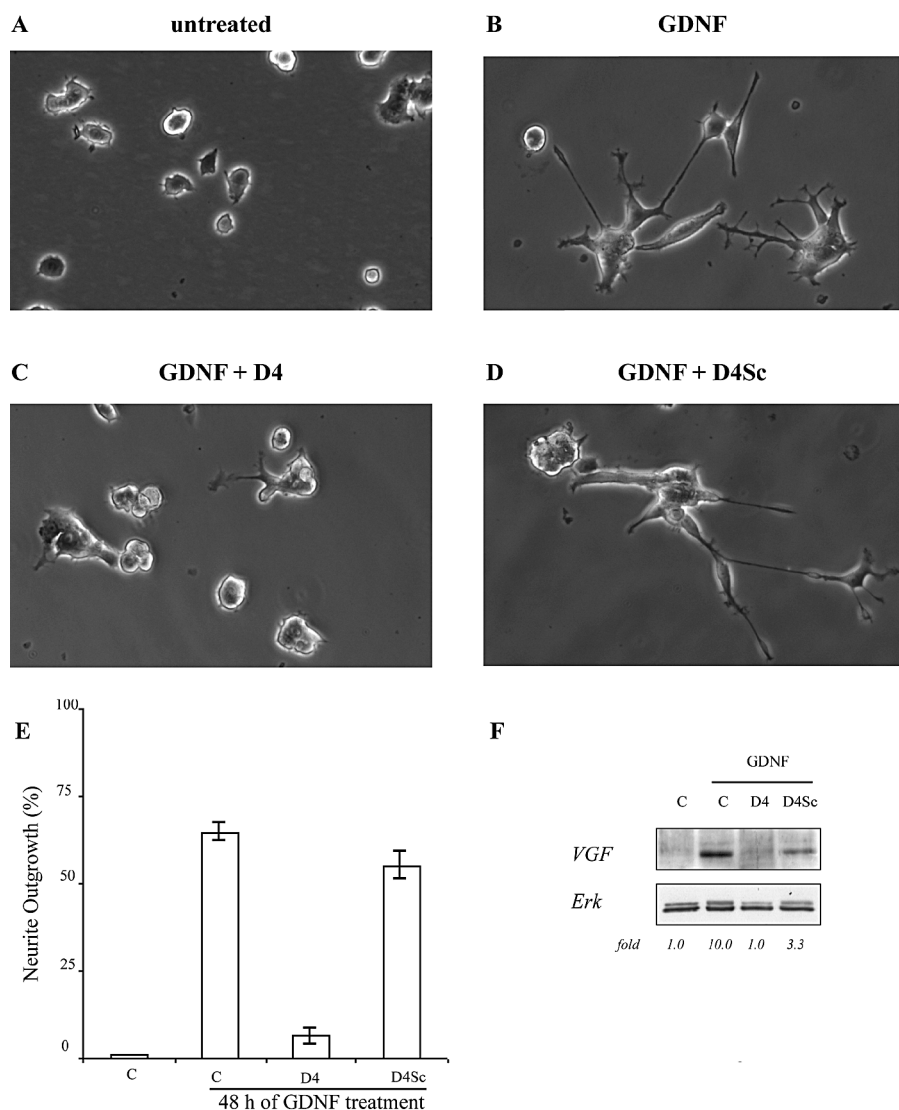 A untreated
B GDNF
C GDNF + D4
D GDNF + D4Sc
E
100
75
50
25
0
Neurite Outgrowth (%)
C C D4 D4Sc
48 h of GDNF treatment
F
GDNF
C C D4 D4Sc
VGF
Erk
fold 1.0 10.0 1.0 3.3